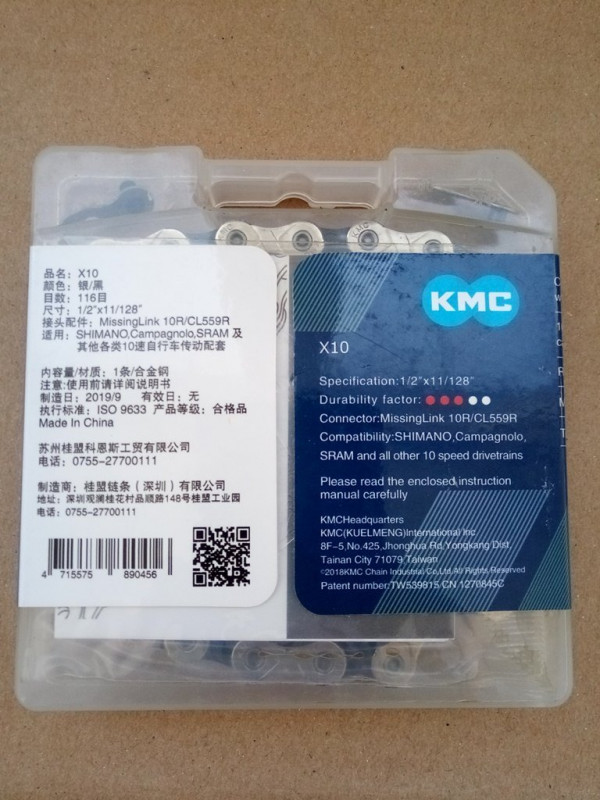 品名：X10
颜色：银/黑
目数：116目
尺寸：1/2"x11/128"
接头配件：MissingLink 10R/CL559R
适用：SHIMANO,Campagnolo,SRAM 及
其他各类10速自行车传动配套
内容量/材质：1条/合金钢
注意:使用前请详阅说明书
制造日：2019/9 有效日：无
执行标准：ISO 9633 产品等级：合格品
Made In China
苏州桂盟科恩斯工贸有限公司
电话：0755-27700111
制造商：桂盟链条（深圳）有限公司
地址：深圳观澜桂花村品顺路148号桂盟工业园
电话：0755-27700111
4 715575 890456
KMC
X10
Specification:1/2"x11/128"
Durability factor:
Connector:MissingLink 10R/CL559R
Compatibility:SHIMANO,Campagnolo,
SRAM and all other 10 speed drivetrains
Please read the enclosed instruction
manual carefully
KMCHeadquarters
KMC(KUELMENG)International Inc
8F-5,No.425,Jhonghua Rd,Yongkang Dist,
Tainan City 71079,Taiwan
©2018KMC Chain Industrial Co,Ltd,All Rights Reserved
Patent number:TW539815 CN 1270845C